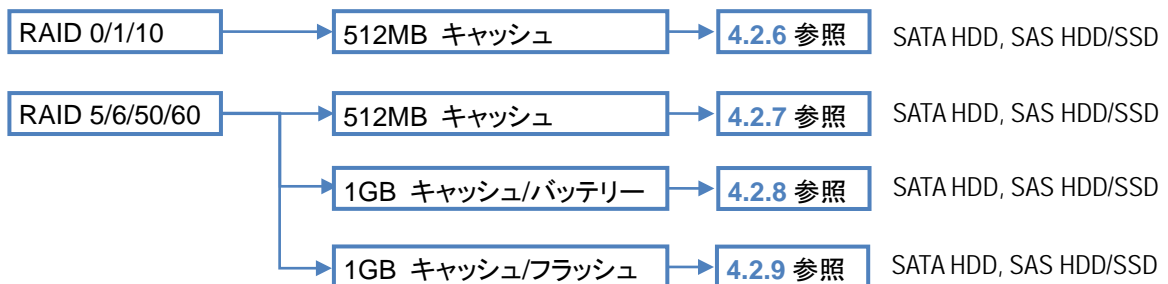 RAID 0/1/10 512MB キャッシュ 4.2.6 参照 SATA HDD, SAS HDD/SSD
RAID 5/6/50/60 512MB キャッシュ 4.2.7 参照 SATA HDD, SAS HDD/SSD
1GB キャッシュ/バッテリー 4.2.8 参照 SATA HDD, SAS HDD/SSD
1GB キャッシュ/フラッシュ 4.2.9 参照 SATA HDD, SAS HDD/SSD